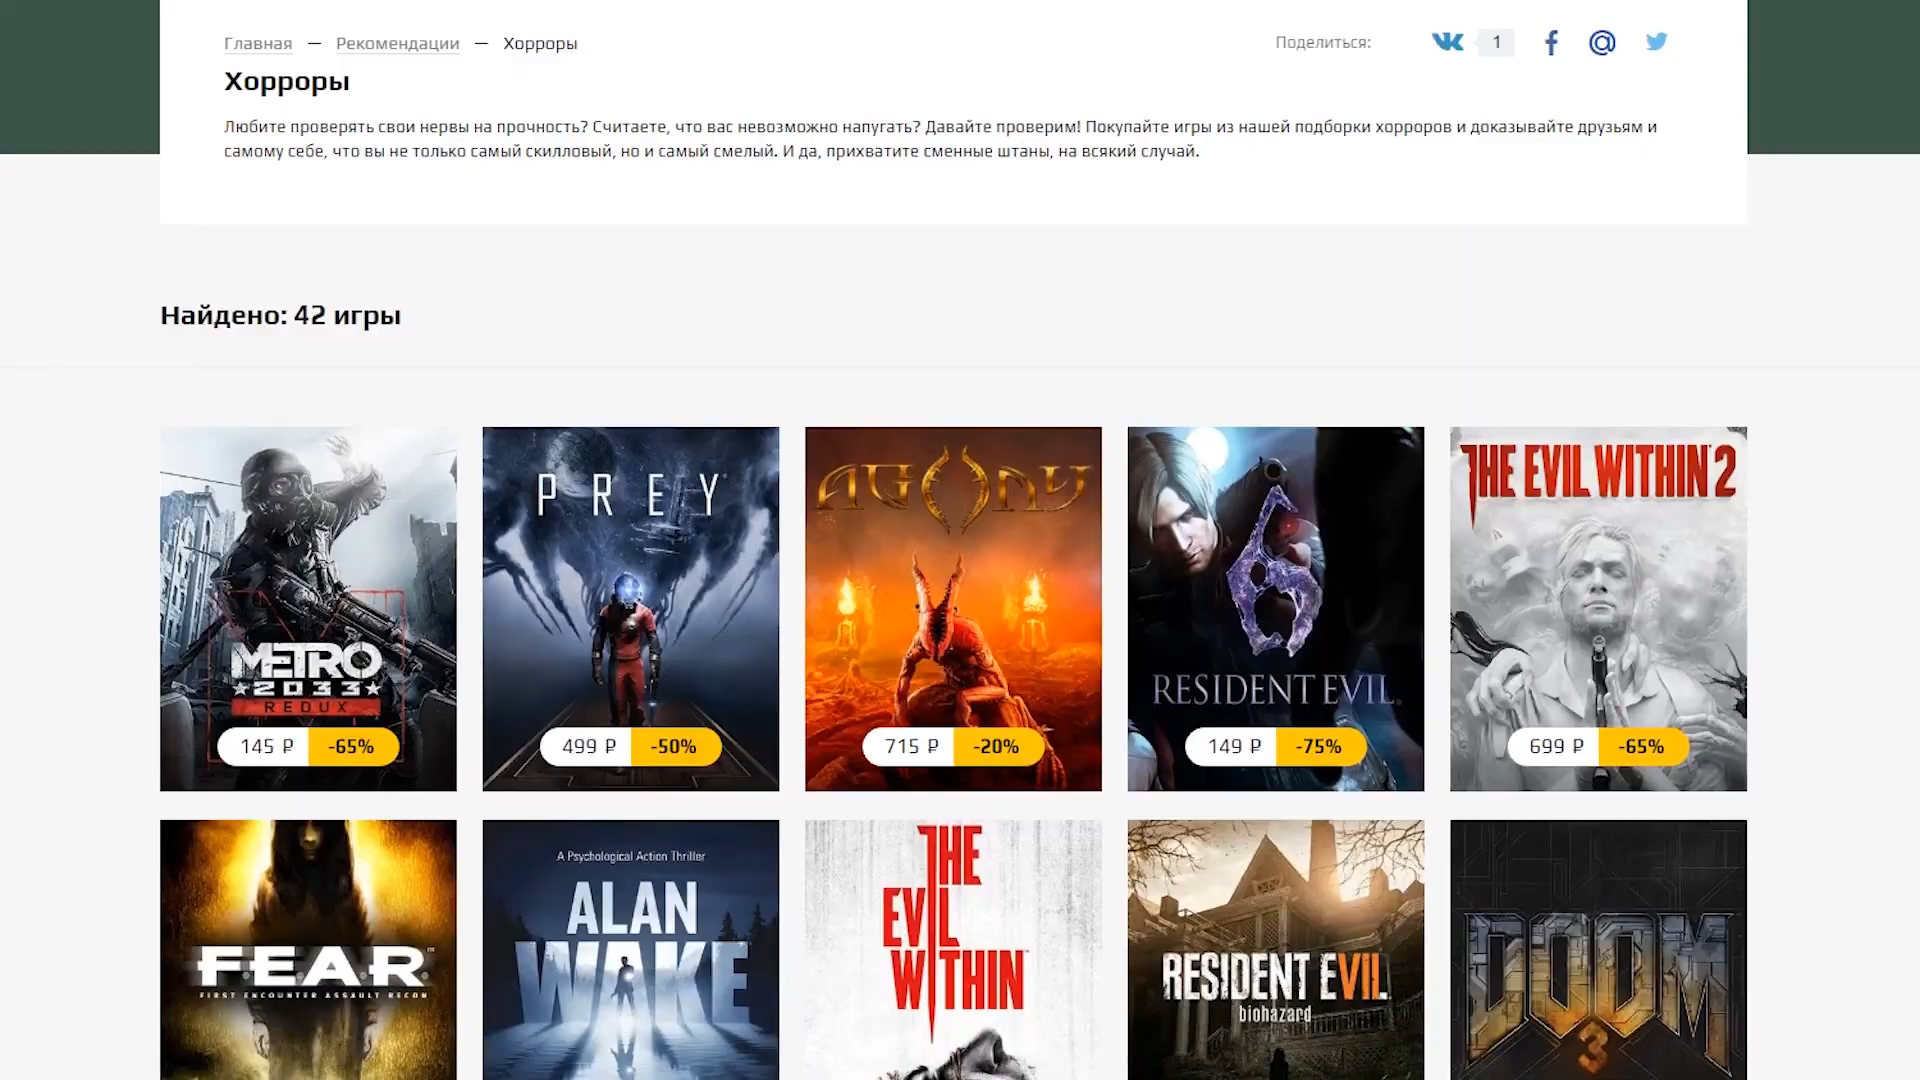 Главная — Рекомендации — Хорроры
Поделиться:
1
Хорроры
Любите проверять свои нервы на прочность? Считаете, что вас невозможно напугать? Давайте проверим! Покупайте игры из нашей подборки хорроров и доказывайте друзьям и
самому себе, что вы не только самый скилловый, но и самый смелый. И да, прихватите сменные штаны, на всякий случай.
Найдено: 42 игры
METRO
2033
REDUX
145 ₽ -65%
PREY
499 ₽ -50%
AGONY
715 ₽ -20%
6
RESIDENT EVIL
149 ₽ -75%
THE EVIL WITHIN 2
699 ₽ -65%
F.E.A.R.
FIRST ENCOUNTER ASSAULT RECON
A Psychological Action Thriller
ALAN
WAKE
THE
EVIL
WITHIN
RESIDENT EVIL
biohazard
DOOM
3